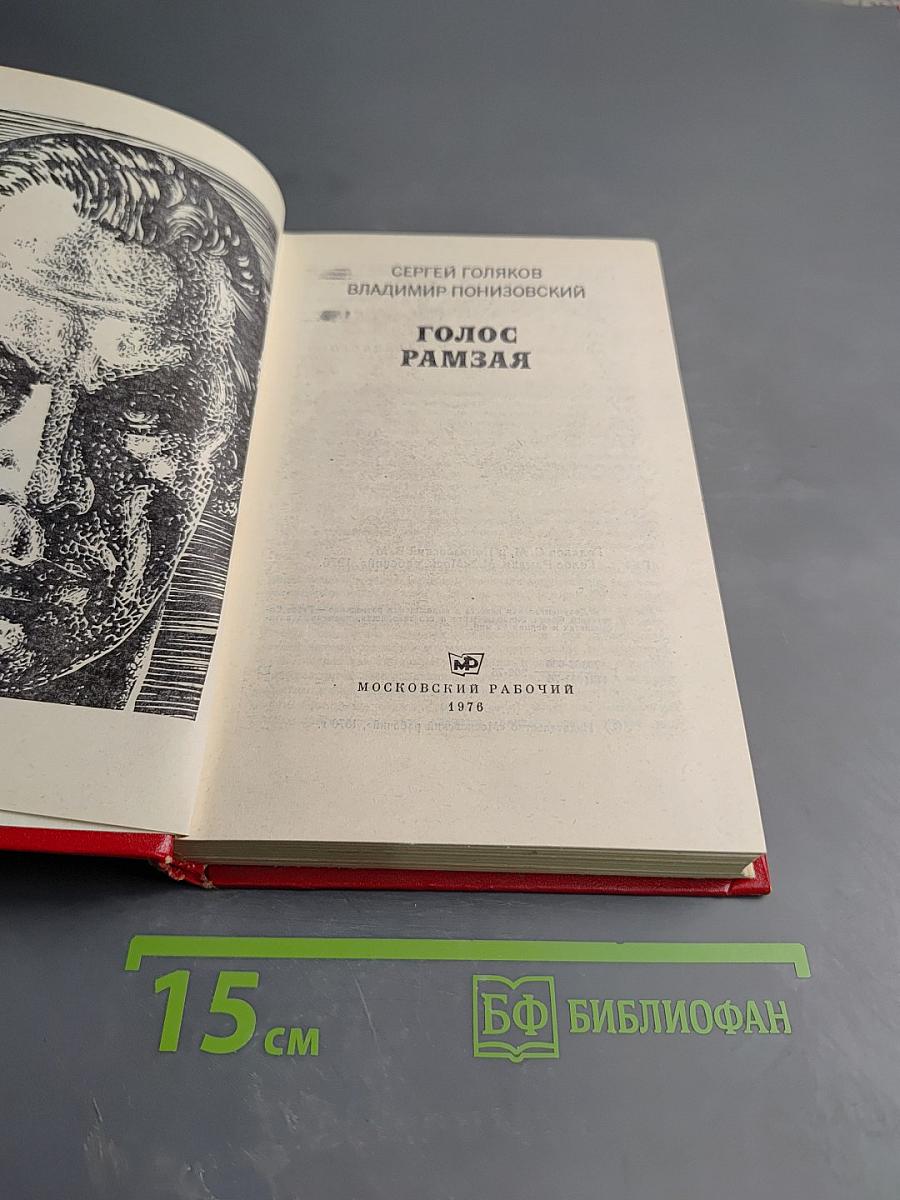 СЕРГЕЙ ГОЛЯКОВ
ВЛАДИМИР ПОНИЗОВСКИЙ
ГОЛОС
РАМЗАЯ
МР
МОСКОВСКИЙ РАБОЧИЙ
1976
15 см
БФ БИБЛИОФАН